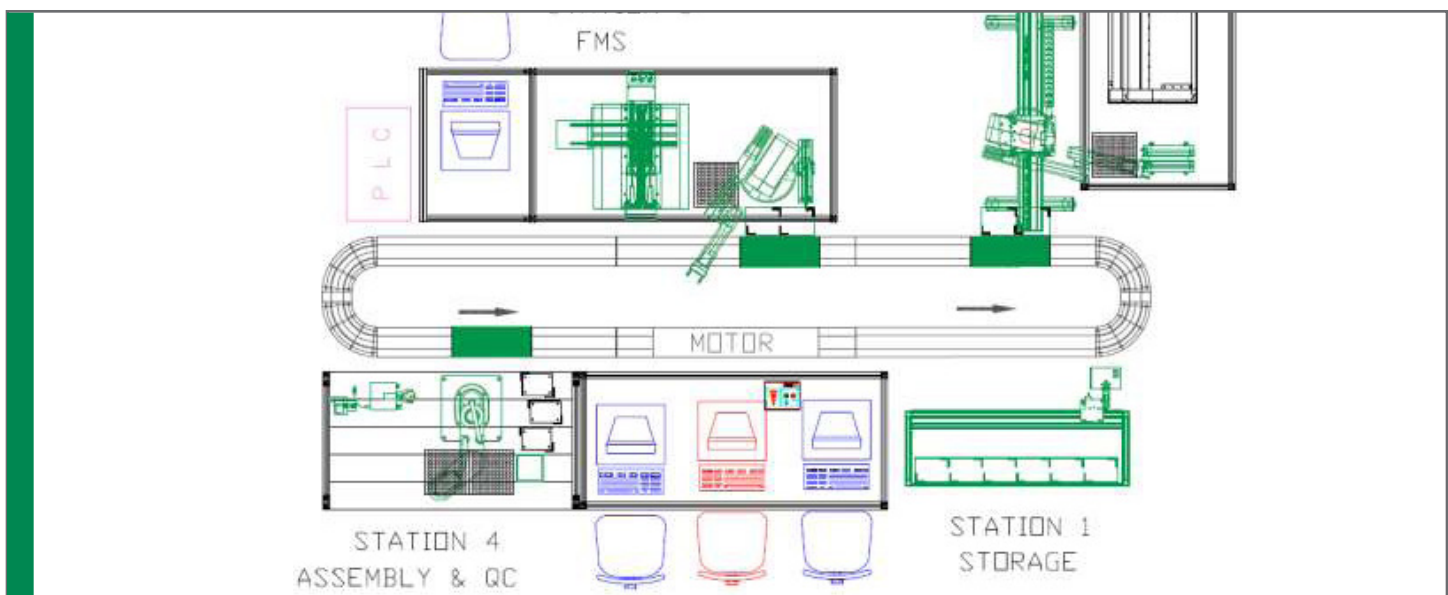 FMS
PLC
MOTOR
STATION 4
ASSEMBLY & QC
STATION 1
STORAGE